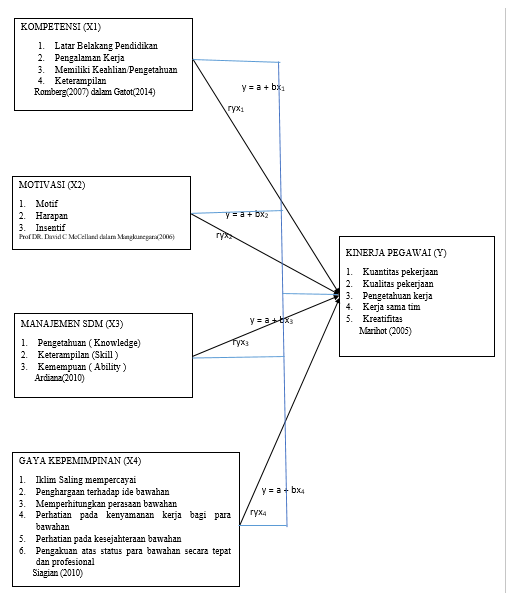 KOMPETENSI (X1)
1. Latar Belakang Pendidikan
2. Pengalaman Kerja
3. Memiliki Keahlian/Pengetahuan
4. Keterampilan
Romberg(2007) dalam Gatot(2014)
y = a + bx₁
ryx₁
MOTIVASI (X2)
1. Motif
2. Harapan
3. Insentif
Prof DR. David C McCelland dalam Mangkunegara(2006)
y = a + bx₂
ryx₂
KINERJA PEGAWAI (Y)
1. Kuantitas pekerjaan
2. Kualitas pekerjaan
3. Pengetahuan kerja
4. Kerja sama tim
5. Kreatifitas
Marihot (2005)
MANAJEMEN SDM (X3)
1. Pengetahuan ( Knowledge)
2. Keterampilan (Skill )
3. Kemempuan ( Ability )
Ardiana(2010)
y = a + bx₃
ryx₃
GAYA KEPEMIMPINAN (X4)
1. Iklim Saling mempercayai
2. Penghargaan terhadap ide bawahan
3. Memperhitungkan perasaan bawahan
4. Perhatian pada kenyamanan kerja bagi para
bawahan
5. Perhatian pada kesejahteraan bawahan
6. Pengakuan atas status para bawahan secara tepat
dan profesional
Siagian (2010)
y = a + bx₄
ryx₄